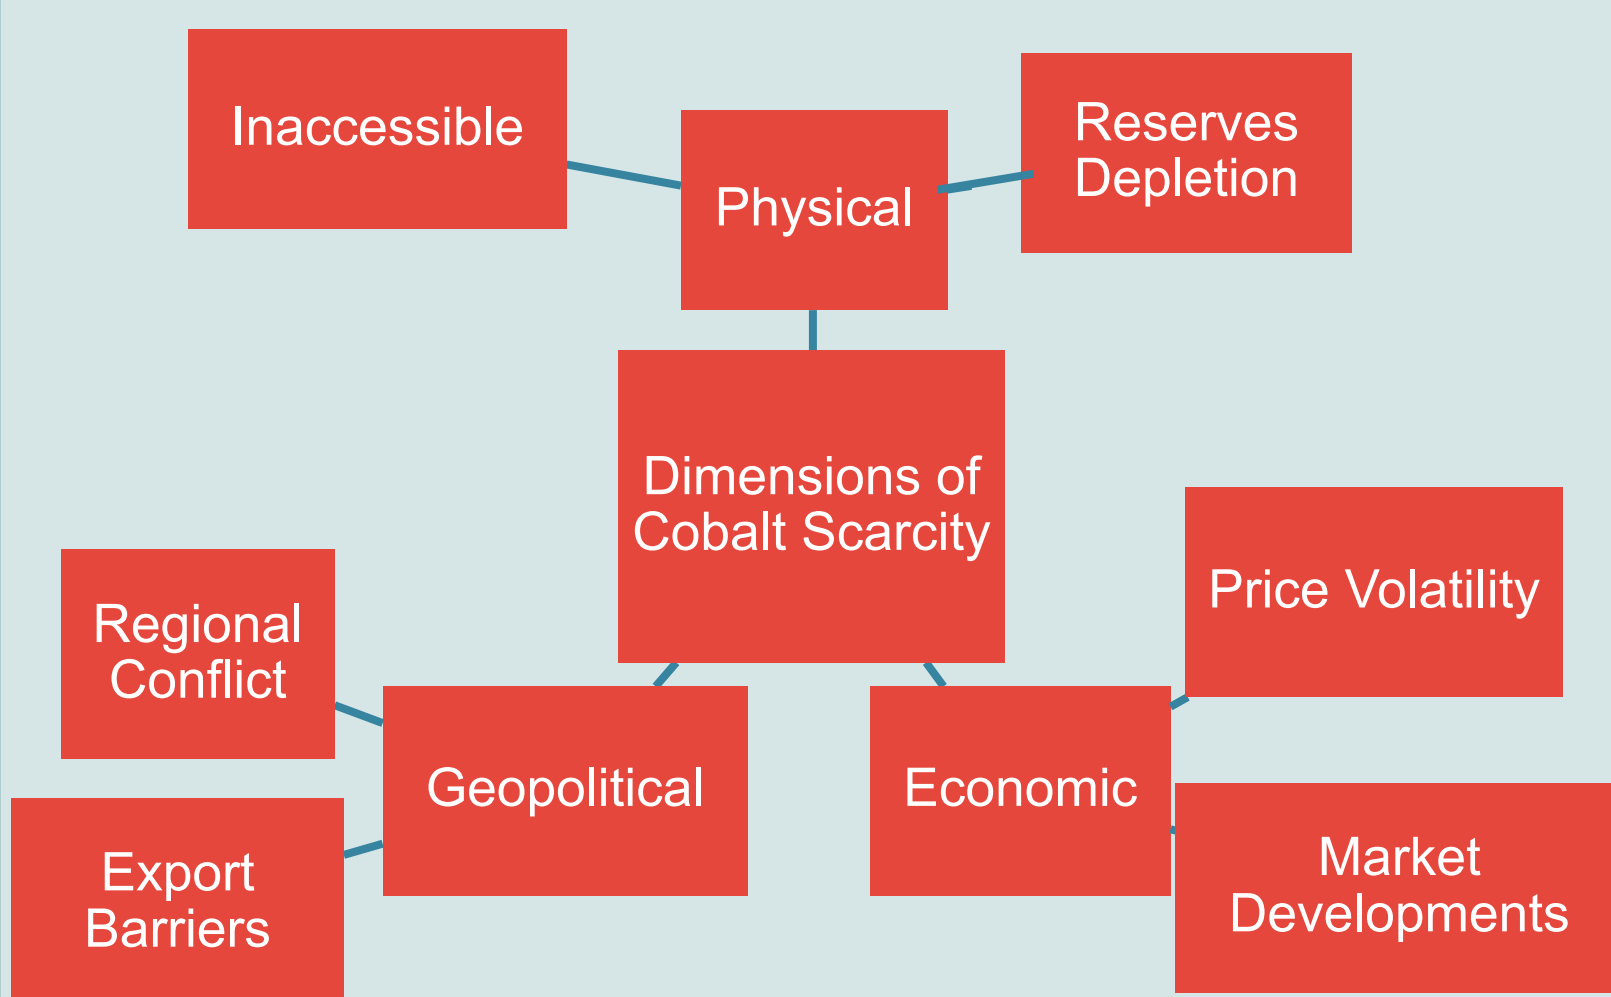 Inaccessible
Physical
Reserves
Depletion
Dimensions of
Cobalt Scarcity
Regional
Conflict
Price Volatility
Geopolitical
Economic
Export
Barriers
Market
Developments